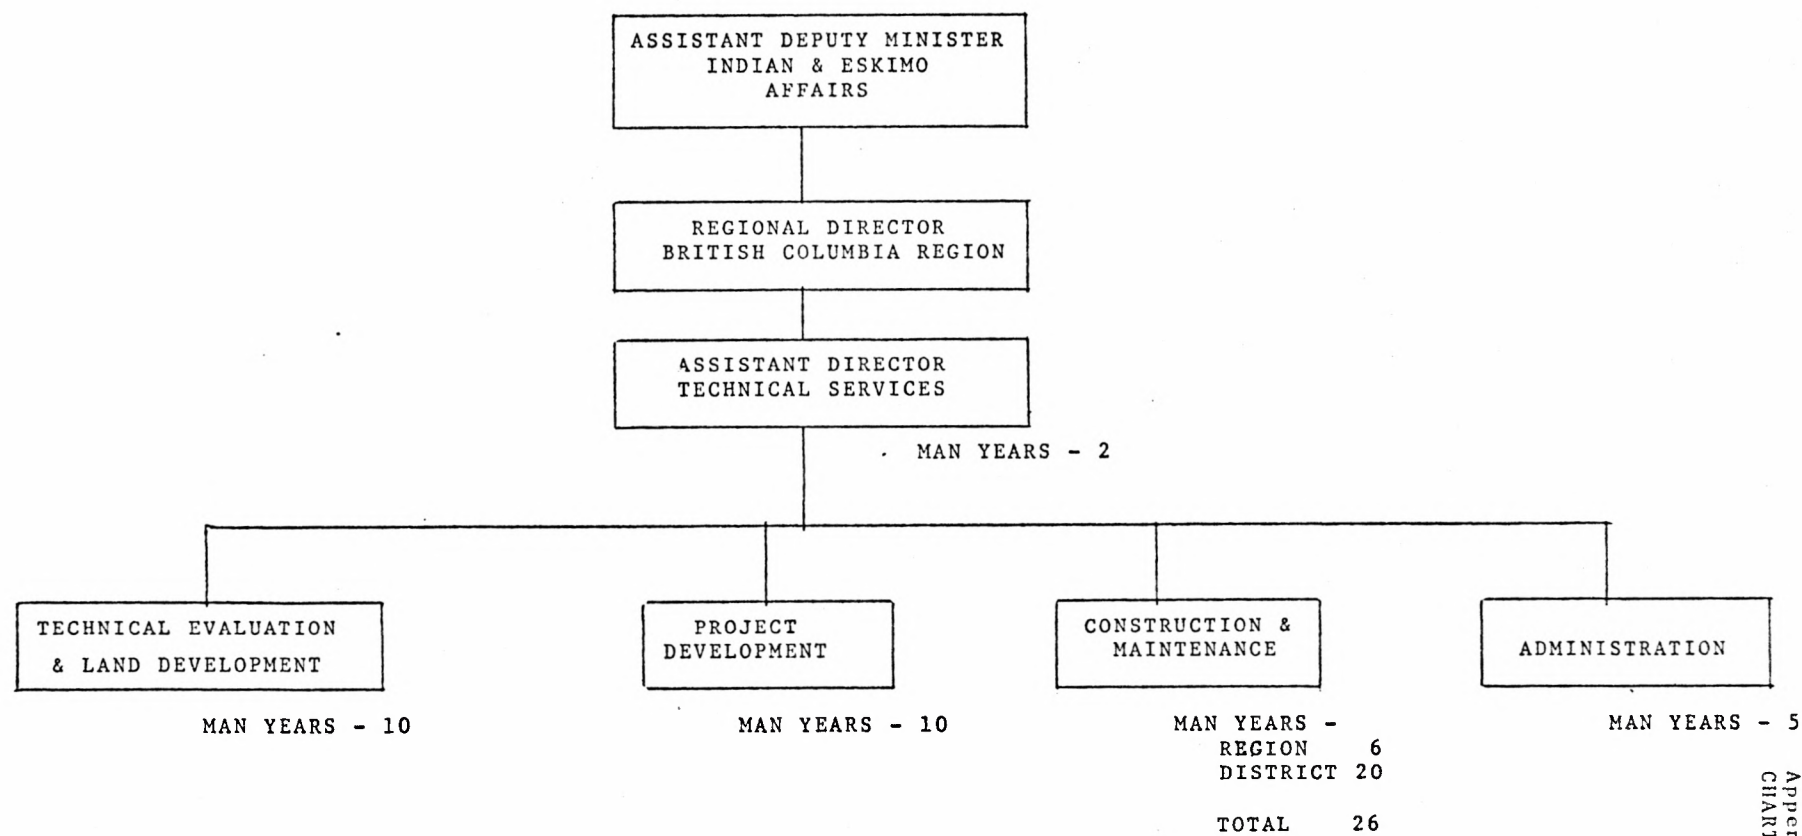 ASSISTANT DEPUTY MINISTER
INDIAN & ESKIMO
AFFAIRS
REGIONAL DIRECTOR
BRITISH COLUMBIA REGION
ASSISTANT DIRECTOR
TECHNICAL SERVICES
MAN YEARS - 2
TECHNICAL EVALUATION
& LAND DEVELOPMENT
MAN YEARS - 10
PROJECT
DEVELOPMENT
MAN YEARS - 10
CONSTRUCTION &
MAINTENANCE
MAN YEARS -
REGION 6
DISTRICT 20
TOTAL 26
ADMINISTRATION
MAN YEARS - 5
CHART